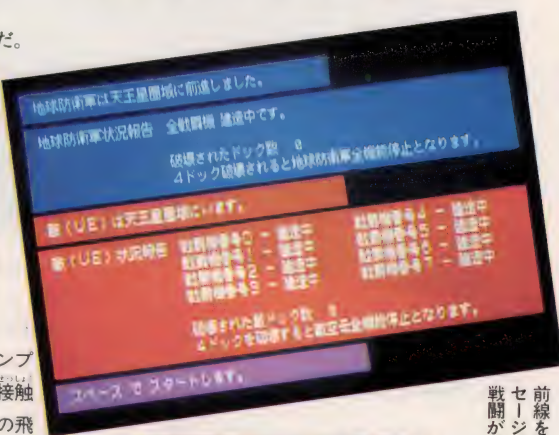 だ。
地球防衛軍は天王星圏域に前進しました。
地球防衛軍状況報告 全戦闘機 建造中です。
破壊されたドック数 0
4ドック破壊されると地球防衛軍全機能停止となります。
敵(UE)は天王星圏域にいます。
敵(UE)状況報告 戦闘機番号0 - 建造中 戦闘機番号4 - 建造中
戦闘機番号1 - 建造中 戦闘機番号5 - 建造中
戦闘機番号2 - 建造中 戦闘機番号6 - 建造中
戦闘機番号3 - 建造中 戦闘機番号7 - 建造中
破壊された敵ドック数 0
4ドックを破壊すると敵空母全機能停止となります。
スペース で スタートします。
ンプ
せっしょく
接触
の飛
前線を
セージ
戦闘が